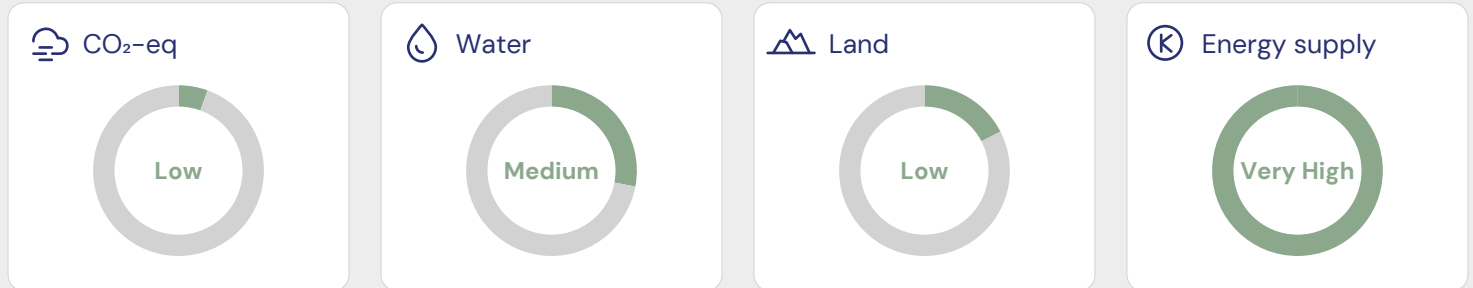 CO₂-eq
Low
Water
Medium
Land
Low
Energy supply
Very High